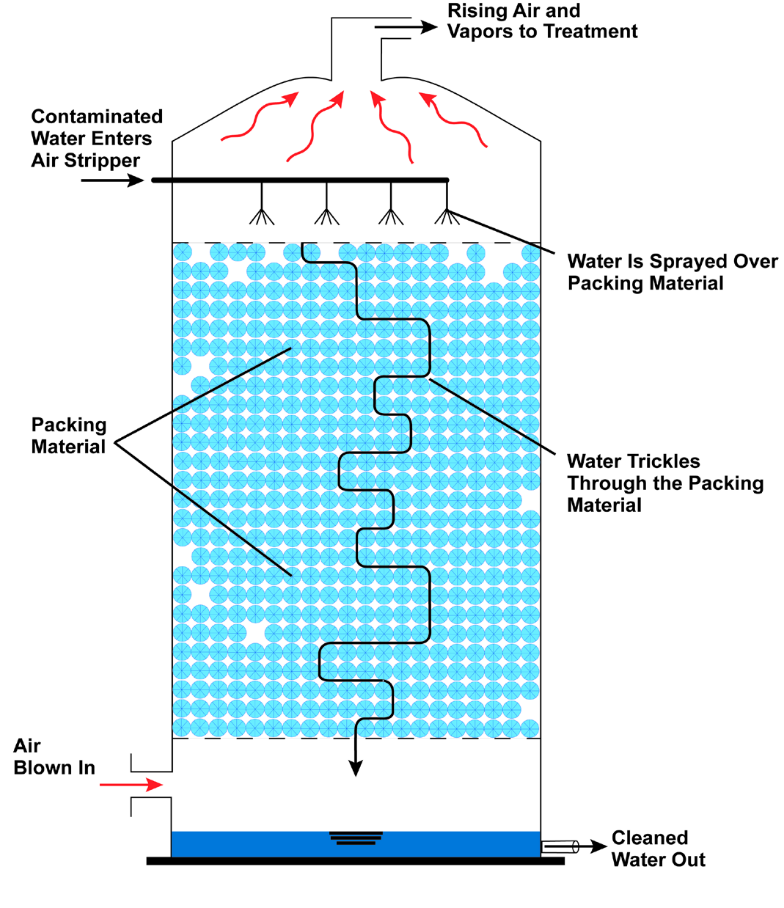 Rising Air and
Vapors to Treatment
Contaminated
Water Enters
Air Stripper
Water Is Sprayed Over
Packing Material
Packing
Material
Water Trickles
Through the Packing
Material
Air
Blown In
Cleaned
Water Out